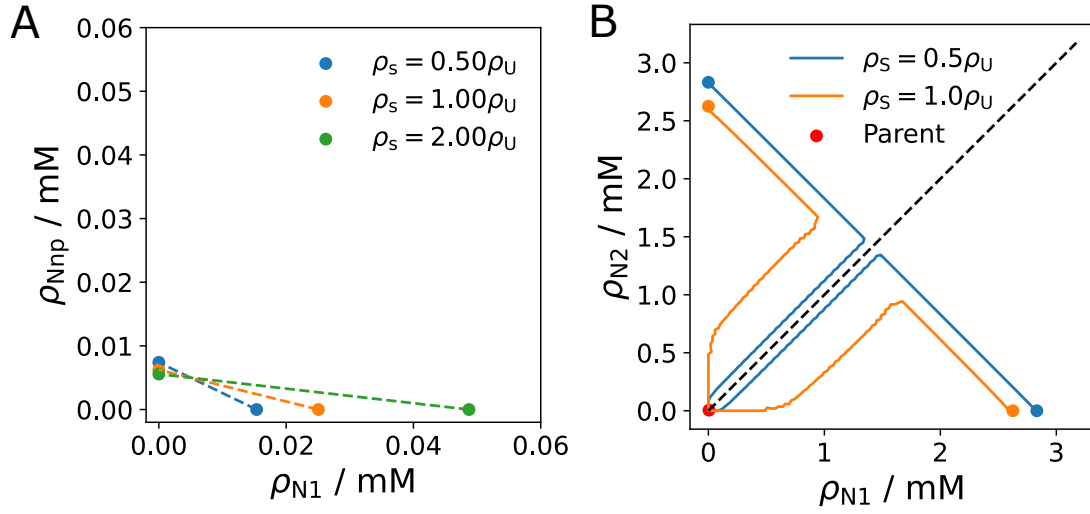 A
0.06
0.05
0.04
0.03
0.02
0.01
0.00
ρNnp / mM
ρs = 0.50ρU
ρs = 1.00ρU
ρs = 2.00ρU
0.00
0.02
0.04
0.06
ρN1 / mM
B
3.0
2.5
2.0
1.5
1.0
0.5
0.0
ρN2 / mM
ρS = 0.5ρU
ρS = 1.0ρU
Parent
0
1
2
3
ρN1 / mM